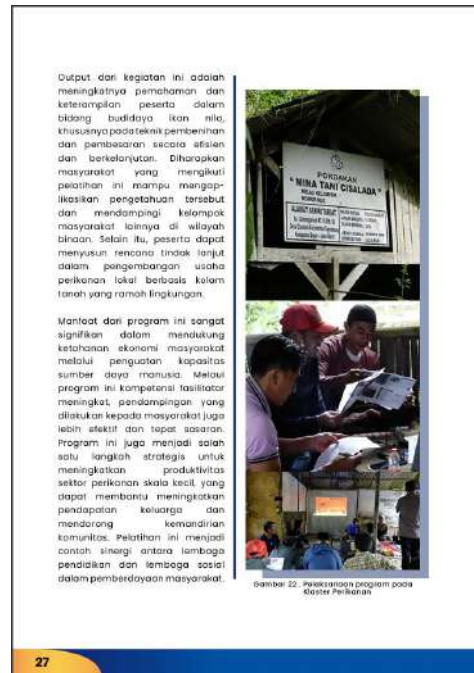 Output dari kegiatan ini adalah
meningkatnya pemahaman dan
keterampilan peserta dalam
bidang budidaya ikan nila,
khususnya pada teknik pembenihan
dan pembesaran secara efisien
dan berkelanjutan. Diharapkan
masyarakat yang mengikuti
pelatihan ini mampu mengap-
likasikan pengetahuan tersebut
dan mendampingi kelompok
masyarakat lainnya di wilayah
binaan. Selain itu, peserta dapat
menyusun rencana tindak lanjut
dalam pengembangan usaha
perikanan lokal berbasis kolam
tanah yang ramah lingkungan.
Manfaat dari program ini sangat
signifikan dalam mendukung
ketahanan ekonomi masyarakat
melalui penguatan kapasitas
sumber daya manusia. Melaui
program ini kompetensi fasilitator
meningkat, pendampingan yang
dilakukan kepada masyarakat juga
lebih efektif dan tepat sasaran.
Program ini juga menjadi salah
satu langkah strategis untuk
meningkatkan produktivitas
sektor perikanan skala kecil, yang
dapat membantu meningkatkan
pendapatan keluarga dan
mendorong kemandirian
komunitas. Pelatihan ini menjadi
contoh sinergi antara lembaga
pendidikan dan lembaga sosial
dalam pemberdayaan masyarakat.
POKDAKAN
"MINA TANI CISALADA"
Gambar 22. Pelaksanaan program pada
Klaster Perikanan
27